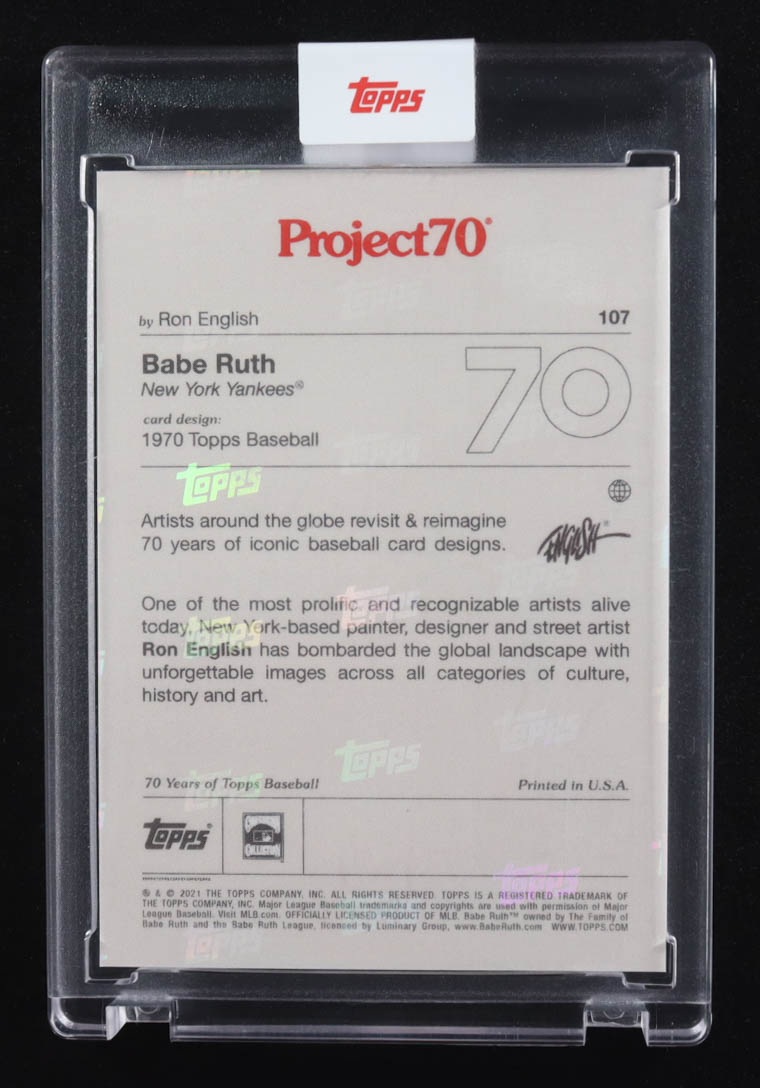 Topps
Project70®
by Ron English 107
Babe Ruth
New York Yankees®
card design:
1970 Topps Baseball
70
Topps
Artists around the globe revisit & reimagine
70 years of iconic baseball card designs.
ENGLISH®
One of the most prolific and recognizable artists alive
today, New York-based painter, designer and street artist
Ron English has bombarded the global landscape with
unforgettable images across all categories of culture,
history and art.
Topps
Topps
Topps
Topps
70 Years of Topps Baseball Printed in U.S.A.
Topps®
Topps
® & © 2021 THE TOPPS COMPANY, INC. ALL RIGHTS RESERVED. TOPPS IS A REGISTERED TRADEMARK OF
THE TOPPS COMPANY, INC. Major League Baseball trademarks and copyrights are used with permission of Major
League Baseball. Visit MLB.com. OFFICIALLY LICENSED PRODUCT OF MLB. Babe Ruth™ owned by The Family of
Babe Ruth and the Babe Ruth League, licensed by Luminary Group, www.BabeRuth.com WWW.TOPPS.COM